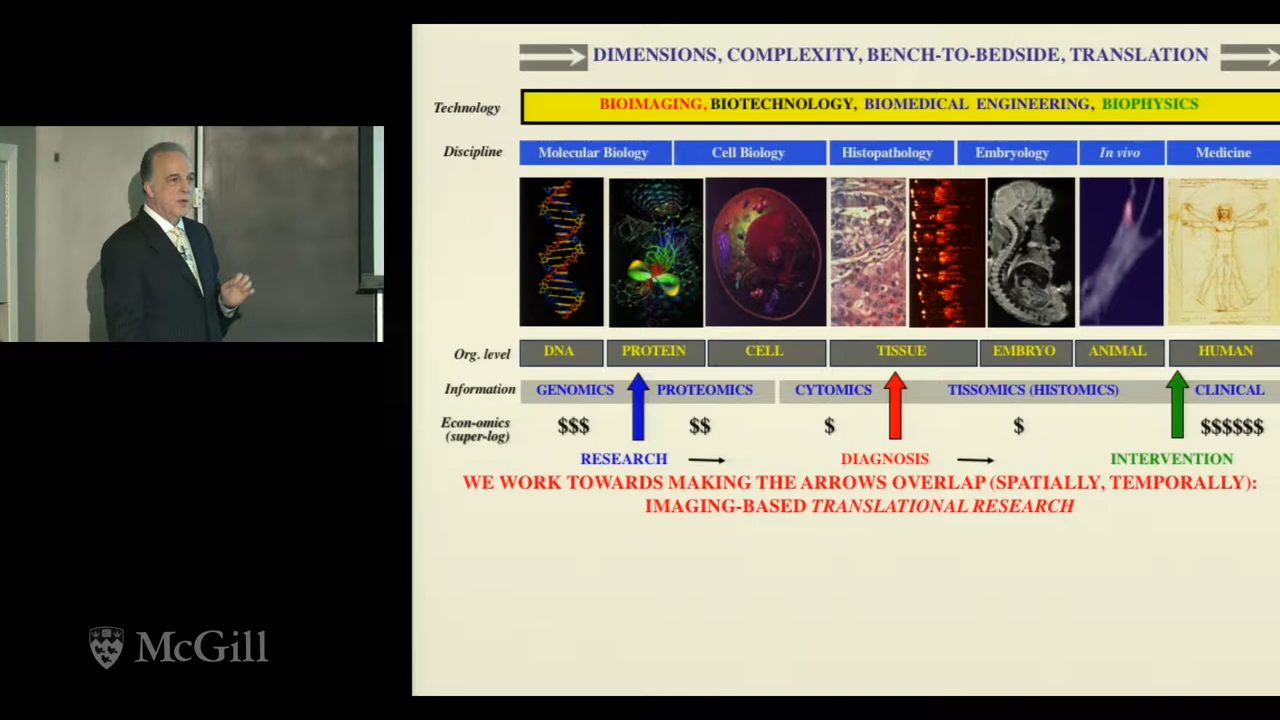 DIMENSIONS, COMPLEXITY, BENCH-TO-BEDSIDE, TRANSLATION
Technology
BIOIMAGING, BIOTECHNOLOGY, BIOMEDICAL ENGINEERING, BIOPHYSICS
Discipline
Molecular Biology
Cell Biology
Histopathology
Embryology
In vivo
Medicine
Org. level
DNA
PROTEIN
CELL
TISSUE
EMBRYO
ANIMAL
HUMAN
Information
GENOMICS
PROTEOMICS
CYTOMICS
TISSOMICS (HISTOMICS)
CLINICAL
Econ-omics
(super-log)
$$$
$$
$
$
$$$$$$
RESEARCH
DIAGNOSIS
INTERVENTION
WE WORK TOWARDS MAKING THE ARROWS OVERLAP (SPATIALLY, TEMPORALLY):
IMAGING-BASED TRANSLATIONAL RESEARCH
McGill